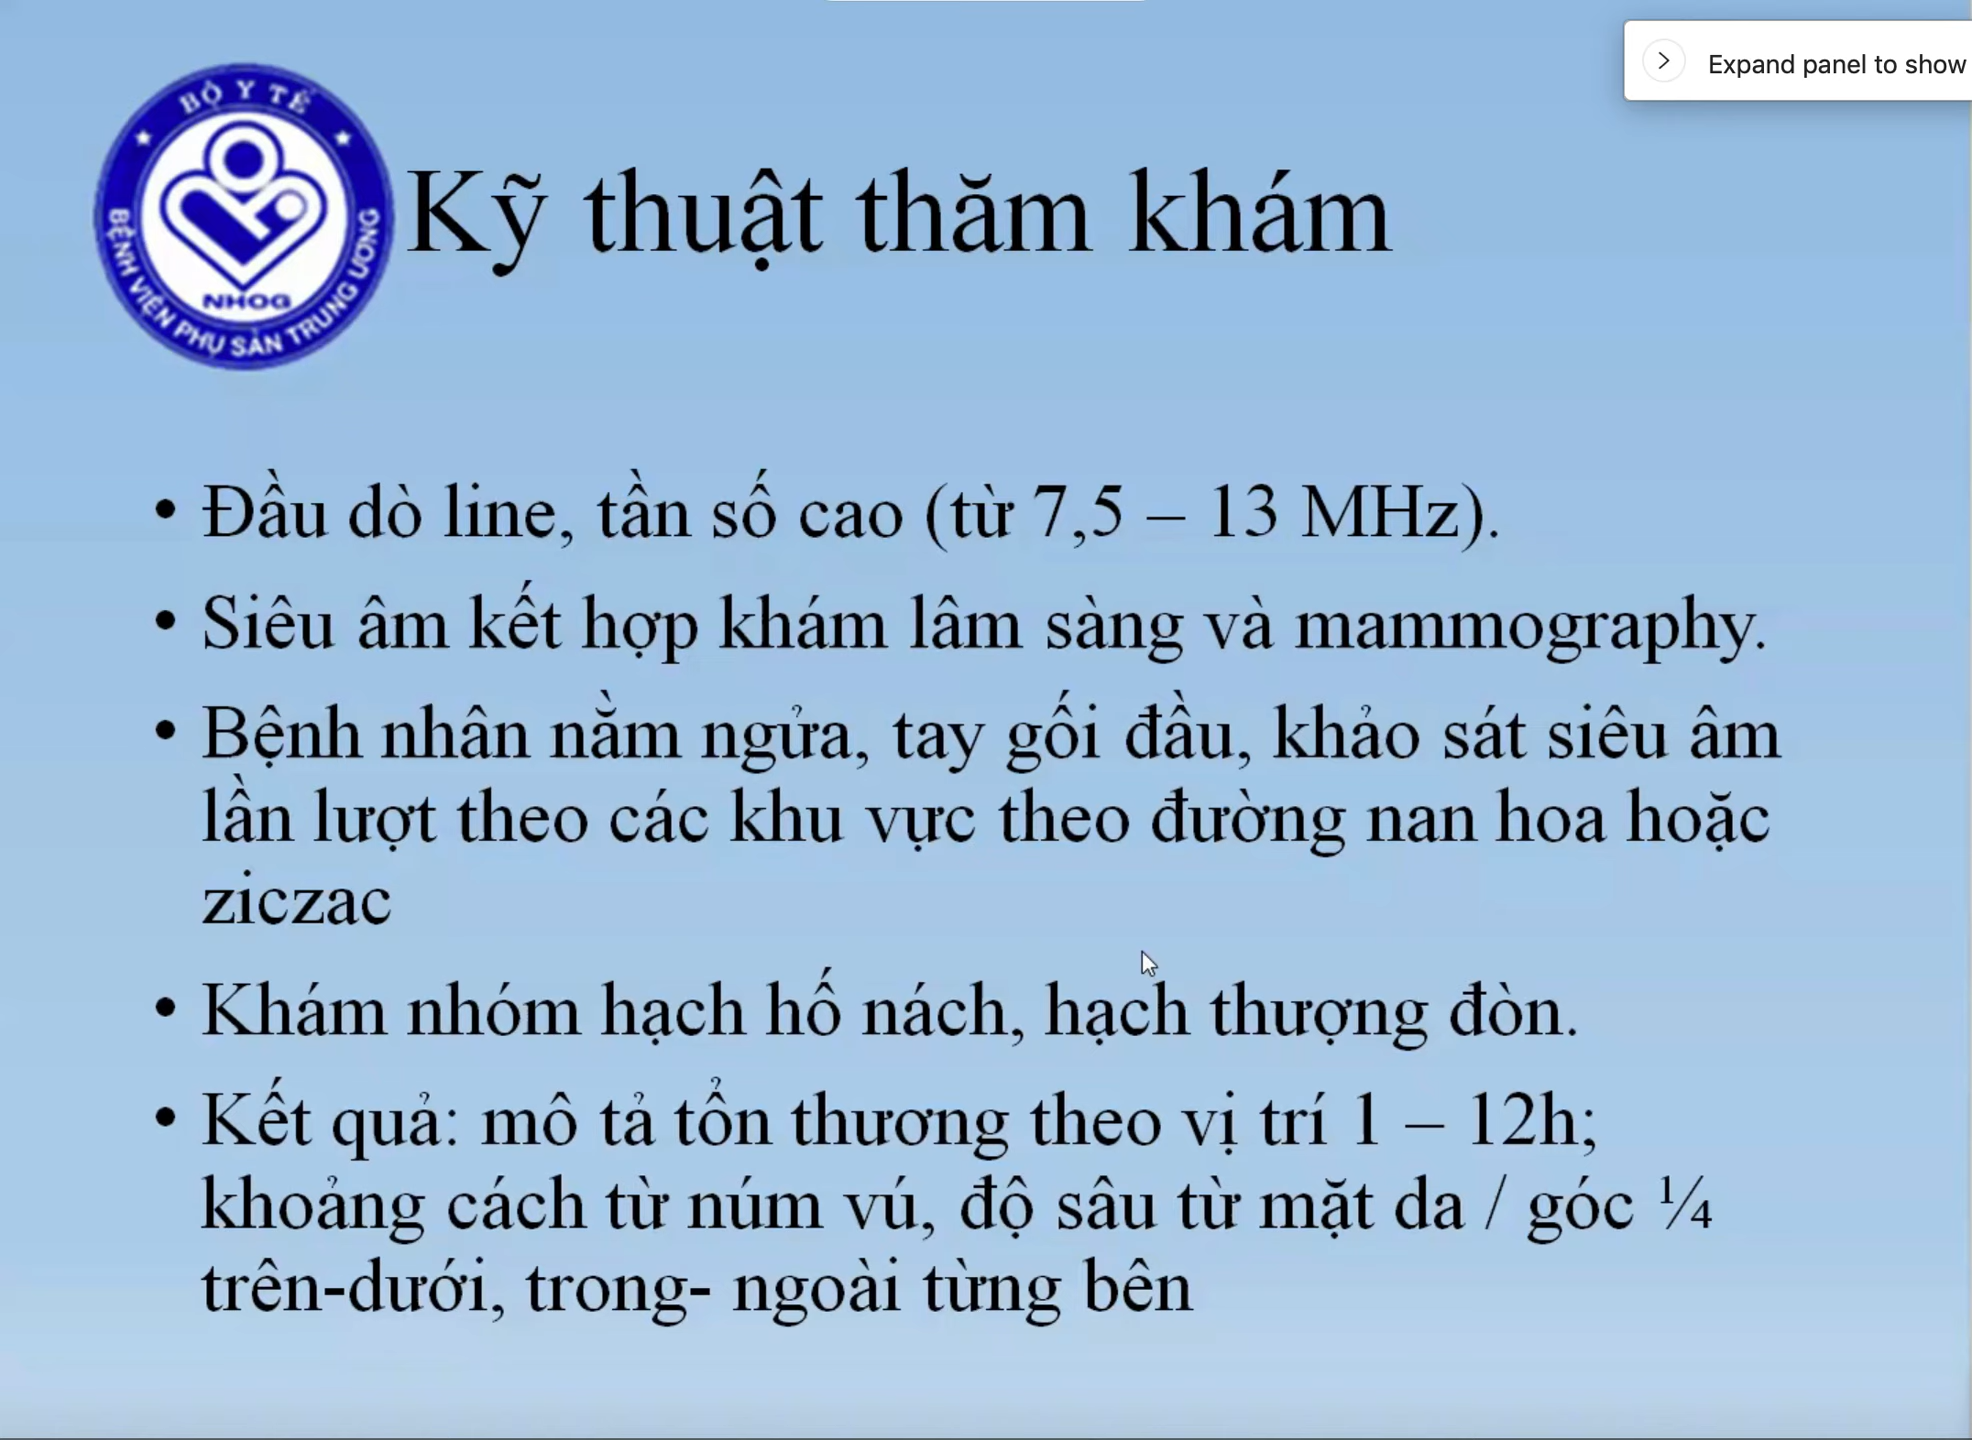 Expand panel to show
BỘ Y TẾ
NHOG
BỆNH VIỆN PHỤ SẢN TRUNG ƯƠNG
Kỹ thuật thăm khám
• Đầu dò line, tần số cao (từ 7,5 – 13 MHz).
• Siêu âm kết hợp khám lâm sàng và mammography.
• Bệnh nhân nằm ngửa, tay gối đầu, khảo sát siêu âm
lần lượt theo các khu vực theo đường nan hoa hoặc
ziczac
• Khám nhóm hạch hố nách, hạch thượng đòn.
• Kết quả: mô tả tổn thương theo vị trí 1 – 12h;
khoảng cách từ núm vú, độ sâu từ mặt da / góc ¼
trên-dưới, trong- ngoài từng bên